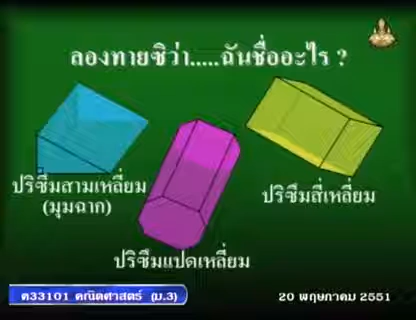 ลองทายซิว่า.....ฉันชื่ออะไร ?
ปริซึมสามเหลี่ยม
(มุมฉาก)
ปริซึมสี่เหลี่ยม
ปริซึมแปดเหลี่ยม
ค33101 คณิตศาสตร์ (ม.3)
20 พฤษภาคม 2551